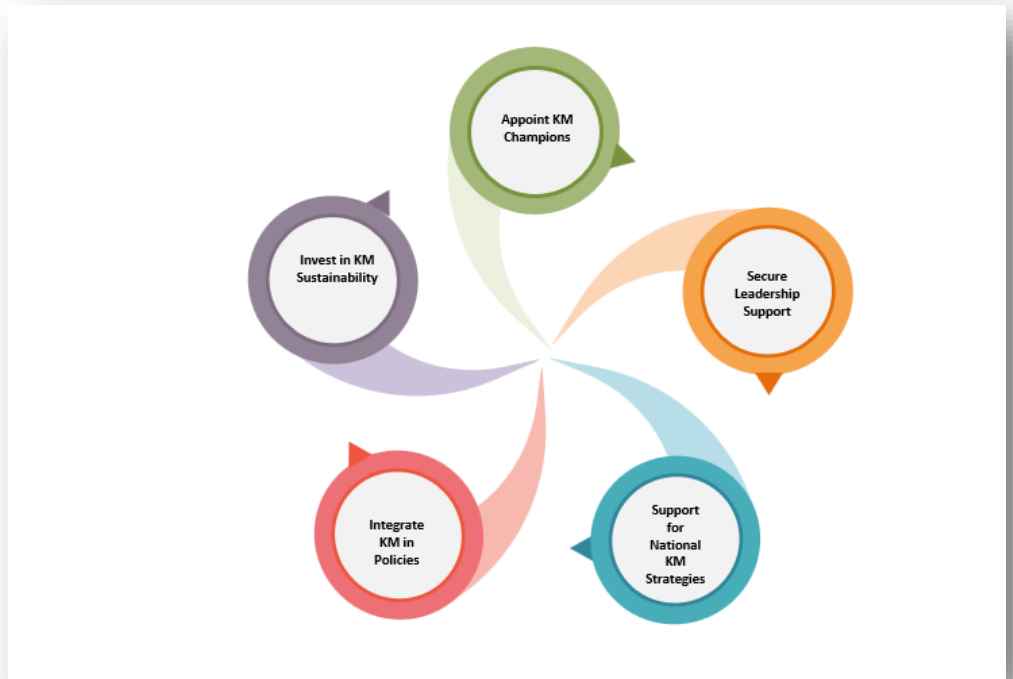 Appoint KM
Champions
Secure
Leadership
Support
Support
for
National
KM
Strategies
Integrate
KM in
Policies
Invest in KM
Sustainability